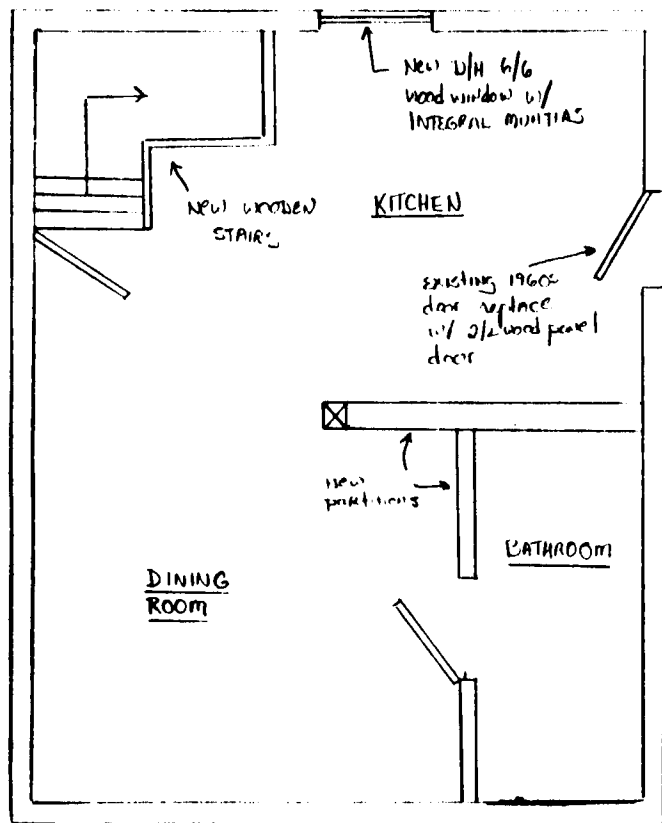 New D/H 6/6
wood window w/
INTEGRAL MUNTINS
NEW WOODEN
STAIRS
KITCHEN
existing 1960s
door replace
w/ 2/2 wood panel
door
new
partitions
BATHROOM
DINING
ROOM